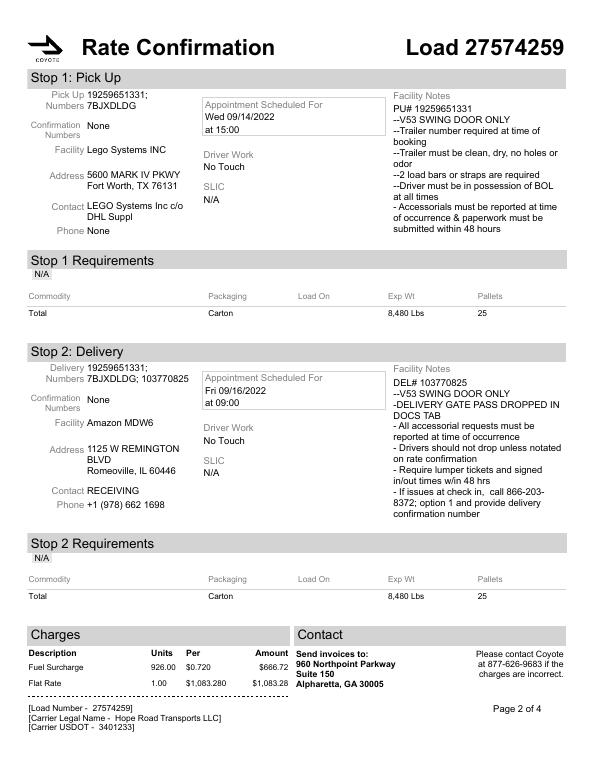 COYOTE
Rate Confirmation
Load 27574259
Stop 1: Pick Up
Pick Up Numbers 19259651331;
7BJXDLDG
Confirmation Numbers None
Facility Lego Systems INC
Address 5600 MARK IV PKWY
Fort Worth, TX 76131
Contact LEGO Systems Inc c/o
DHL Suppl
Phone None
Appointment Scheduled For
Wed 09/14/2022
at 15:00
Driver Work
No Touch
SLIC
N/A
Facility Notes
PU# 19259651331
--V53 SWING DOOR ONLY
--Trailer number required at time of
booking
--Trailer must be clean, dry, no holes or
odor
--2 load bars or straps are required
--Driver must be in possession of BOL
at all times
- Accessorials must be reported at time
of occurrence & paperwork must be
submitted within 48 hours
Stop 1 Requirements
N/A
Commodity Packaging Load On Exp Wt Pallets
Total Carton 8,480 Lbs 25
Stop 2: Delivery
Delivery Numbers 19259651331;
7BJXDLDG; 103770825
Confirmation Numbers None
Facility Amazon MDW6
Address 1125 W REMINGTON
BLVD
Romeoville, IL 60446
Contact RECEIVING
Phone +1 (978) 662 1698
Appointment Scheduled For
Fri 09/16/2022
at 09:00
Driver Work
No Touch
SLIC
N/A
Facility Notes
DEL# 103770825
--V53 SWING DOOR ONLY
-DELIVERY GATE PASS DROPPED IN
DOCS TAB
- All accessorial requests must be
reported at time of occurrence
- Drivers should not drop unless notated
on rate confirmation
- Require lumper tickets and signed
in/out times w/in 48 hrs
- If issues at check in, call 866-203-
8372; option 1 and provide delivery
confirmation number
Stop 2 Requirements
N/A
Commodity Packaging Load On Exp Wt Pallets
Total Carton 8,480 Lbs 25
Charges
Description Units Per Amount
Fuel Surcharge 926.00 $0.720 $666.72
Flat Rate 1.00 $1,083.280 $1,083.28
Contact
Send invoices to:
960 Northpoint Parkway
Suite 150
Alpharetta, GA 30005
Please contact Coyote
at 877-626-9683 if the
charges are incorrect.
[Load Number - 27574259]
[Carrier Legal Name - Hope Road Transports LLC]
[Carrier USDOT - 3401233]
Page 2 of 4